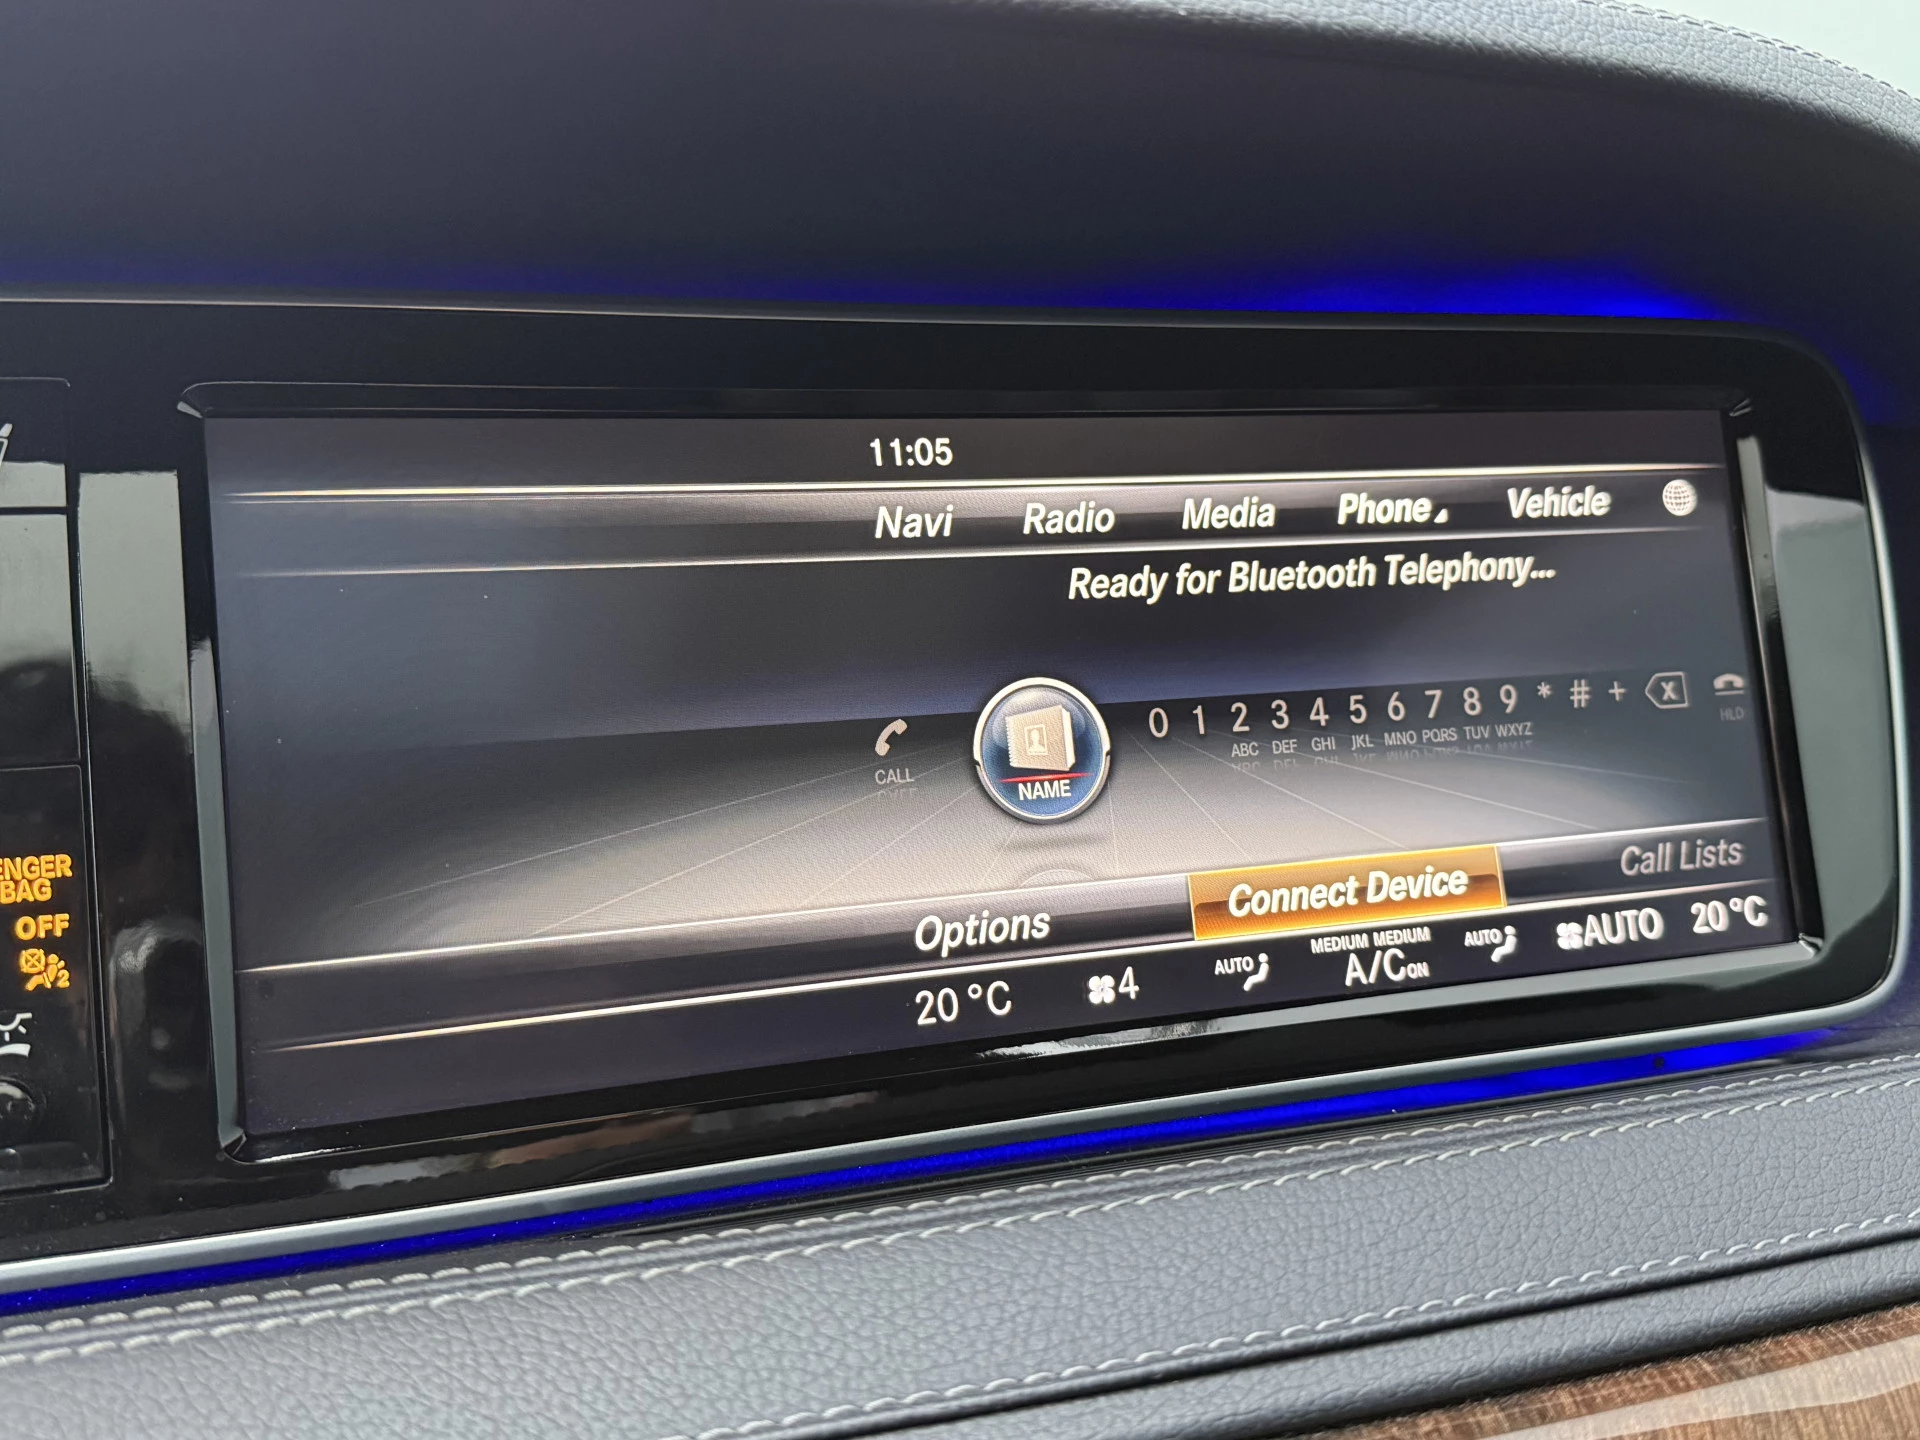 11:05
Navi Radio Media Phone Vehicle
Ready for Bluetooth Telephony...
0 1 2 3 4 5 6 7 8 9 * # +
ABC DEF GHI JKL MNO PQRS TUV WXYZ
HLD
CALL
NAME
Options Connect Device Call Lists
MEDIUM MEDIUM
20 °C 4 AUTO A/C ON AUTO AUTO 20 °C
ENGER
BAG
OFF
2